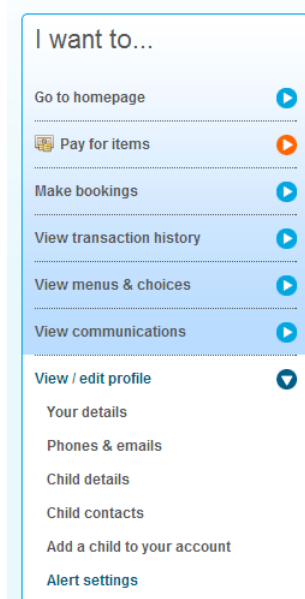 I want to...
Go to homepage
Pay for items
Make bookings
View transaction history
View menus & choices
View communications
View / edit profile
Your details
Phones & emails
Child details
Child contacts
Add a child to your account
Alert settings